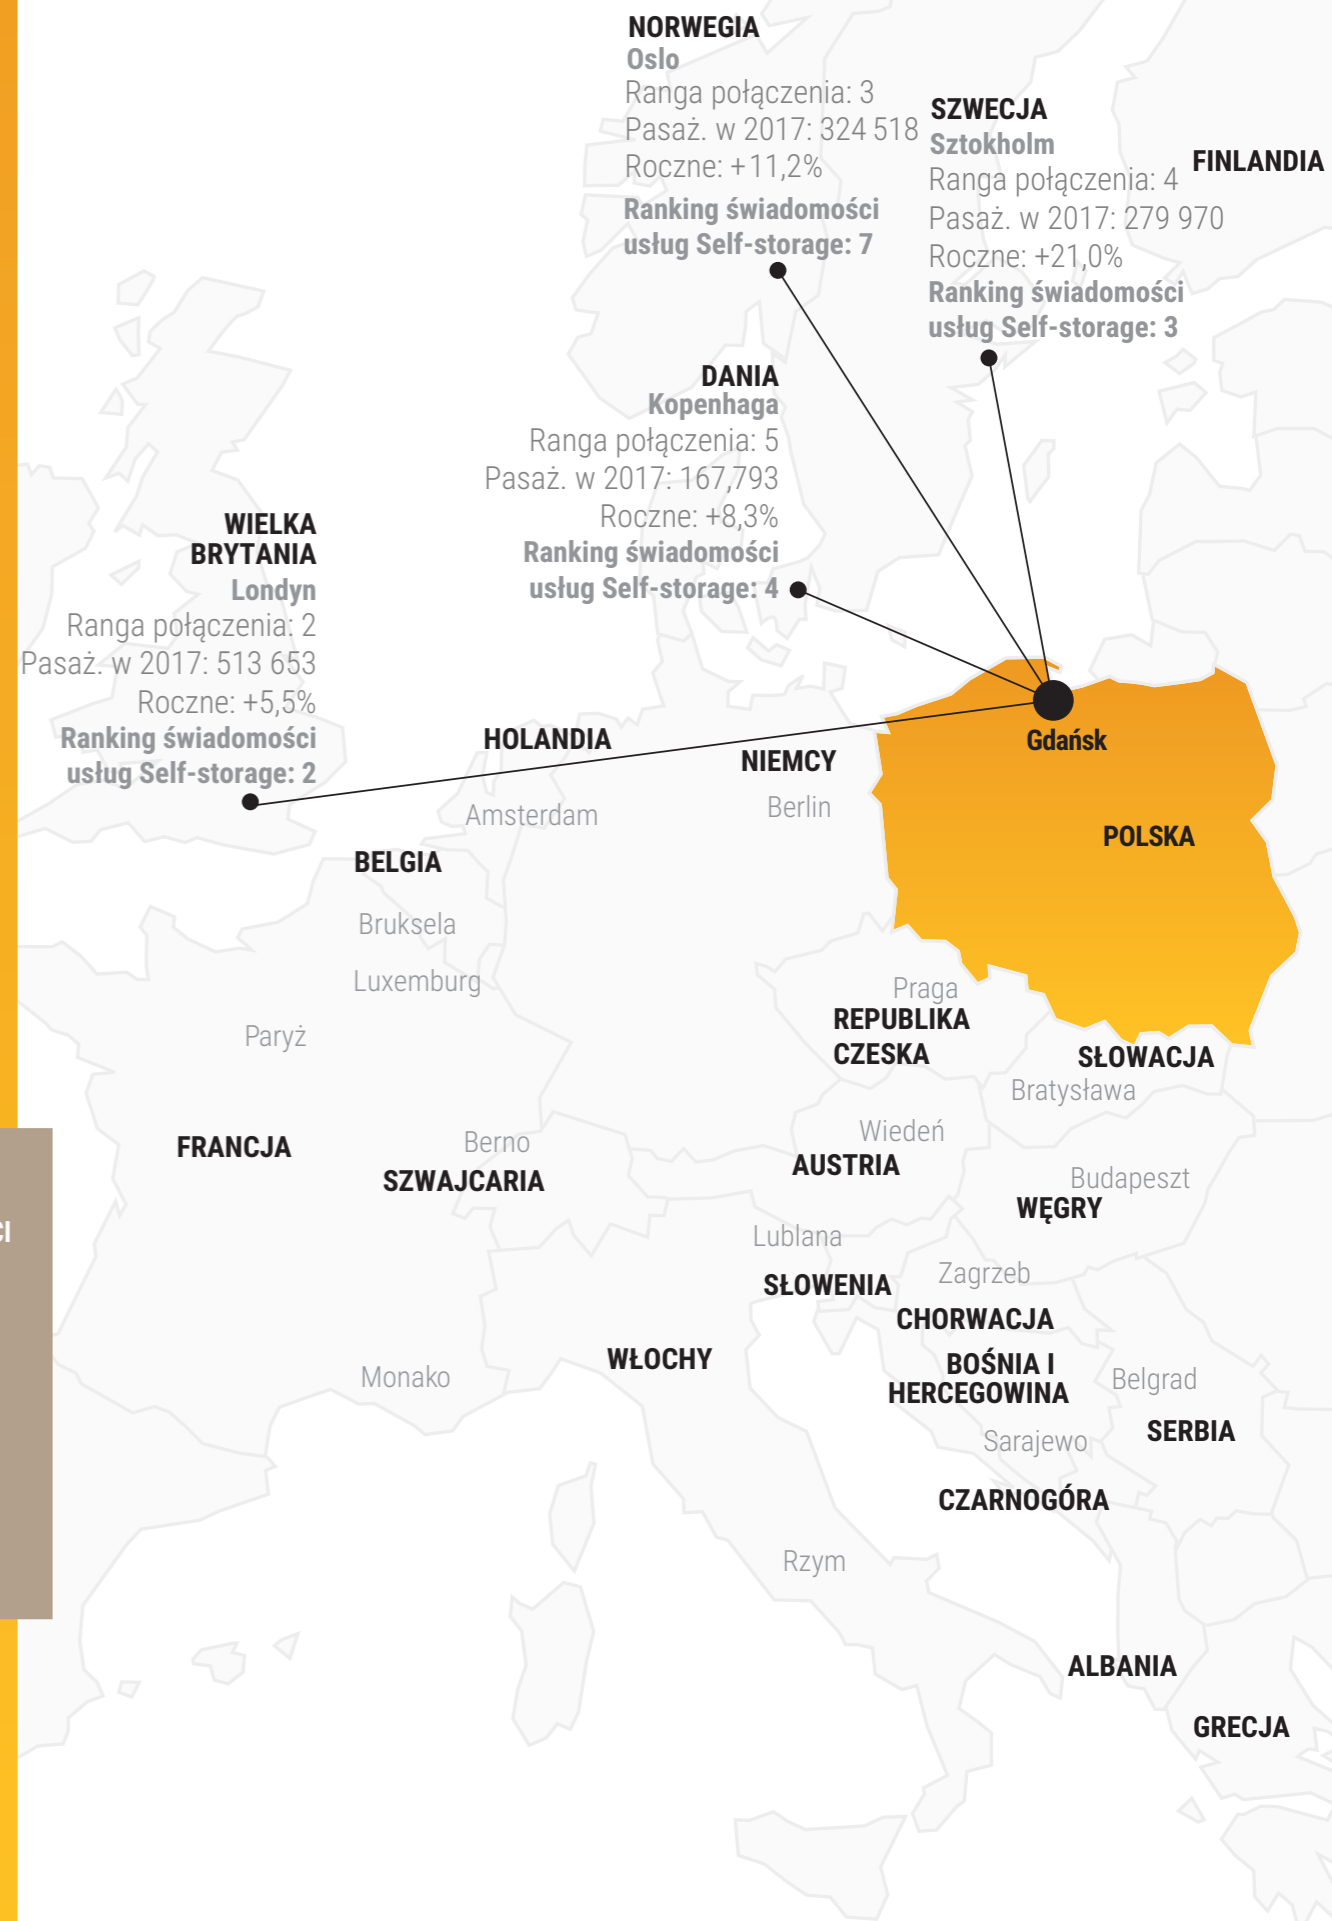 NORWEGIA
Oslo
Ranga połączenia: 3
Pasaż. w 2017: 324 518
Roczne: +11,2%
Ranking świadomości
usług Self-storage: 7
SZWECJA
Sztokholm
Ranga połączenia: 4
Pasaż. w 2017: 279 970
Roczne: +21,0%
Ranking świadomości
usług Self-storage: 3
FINLANDIA
DANIA
Kopenhaga
Ranga połączenia: 5
Pasaż. w 2017: 167,793
Roczne: +8,3%
Ranking świadomości
usług Self-storage: 4
WIELKA
BRYTANIA
Londyn
Ranga połączenia: 2
Pasaż. w 2017: 513 653
Roczne: +5,5%
Ranking świadomości
usług Self-storage: 2
HOLANDIA
Amsterdam
NIEMCY
Berlin
Gdańsk
POLSKA
BELGIA
Bruksela
Luxemburg
Paryż
Praga
REPUBLIKA
CZESKA
SŁOWACJA
Bratysława
FRANCJA
Berno
SZWAJCARIA
Wiedeń
AUSTRIA
Budapeszt
WĘGRY
CI
Lublana
SŁOWENIA
Zagrzeb
CHORWACJA
WŁOCHY
BOŚNIA I
HERCEGOWINA
Monako
Belgrad
SERBIA
Sarajewo
CZARNOGÓRA
Rzym
ALBANIA
GRECJA